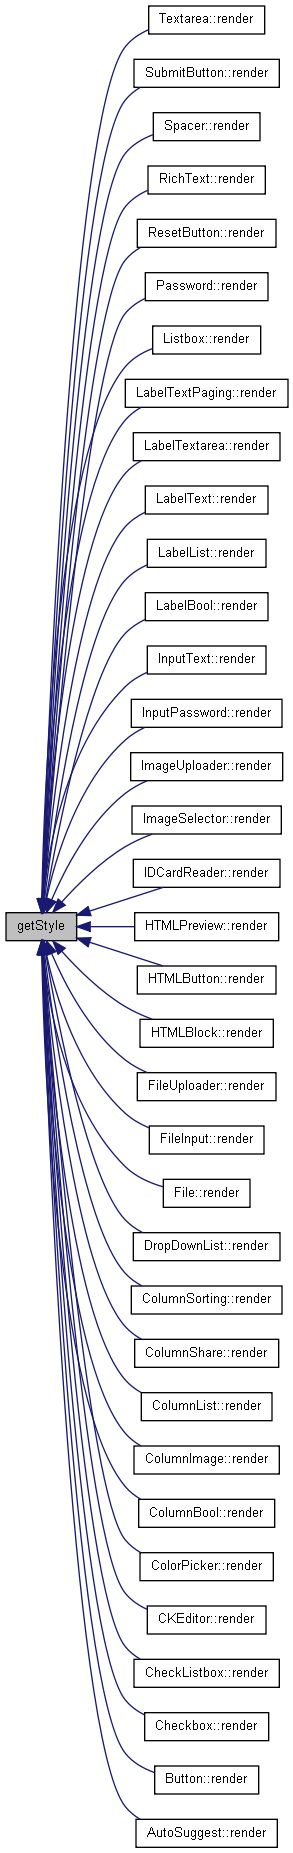 Textarea::render
SubmitButton::render
Spacer::render
RichText::render
ResetButton::render
Password::render
Listbox::render
LabelTextPaging::render
LabelTextarea::render
LabelText::render
LabelList::render
LabelBool::render
InputText::render
InputPassword::render
ImageUploader::render
ImageSelector::render
IDCardReader::render
getStyle
HTMLPreview::render
HTMLButton::render
HTMLBlock::render
FileUploader::render
FileInput::render
File::render
DropDownList::render
ColumnSorting::render
ColumnShare::render
ColumnList::render
ColumnImage::render
ColumnBool::render
ColorPicker::render
CKEditor::render
CheckListbox::render
Checkbox::render
Button::render
AutoSuggest::render